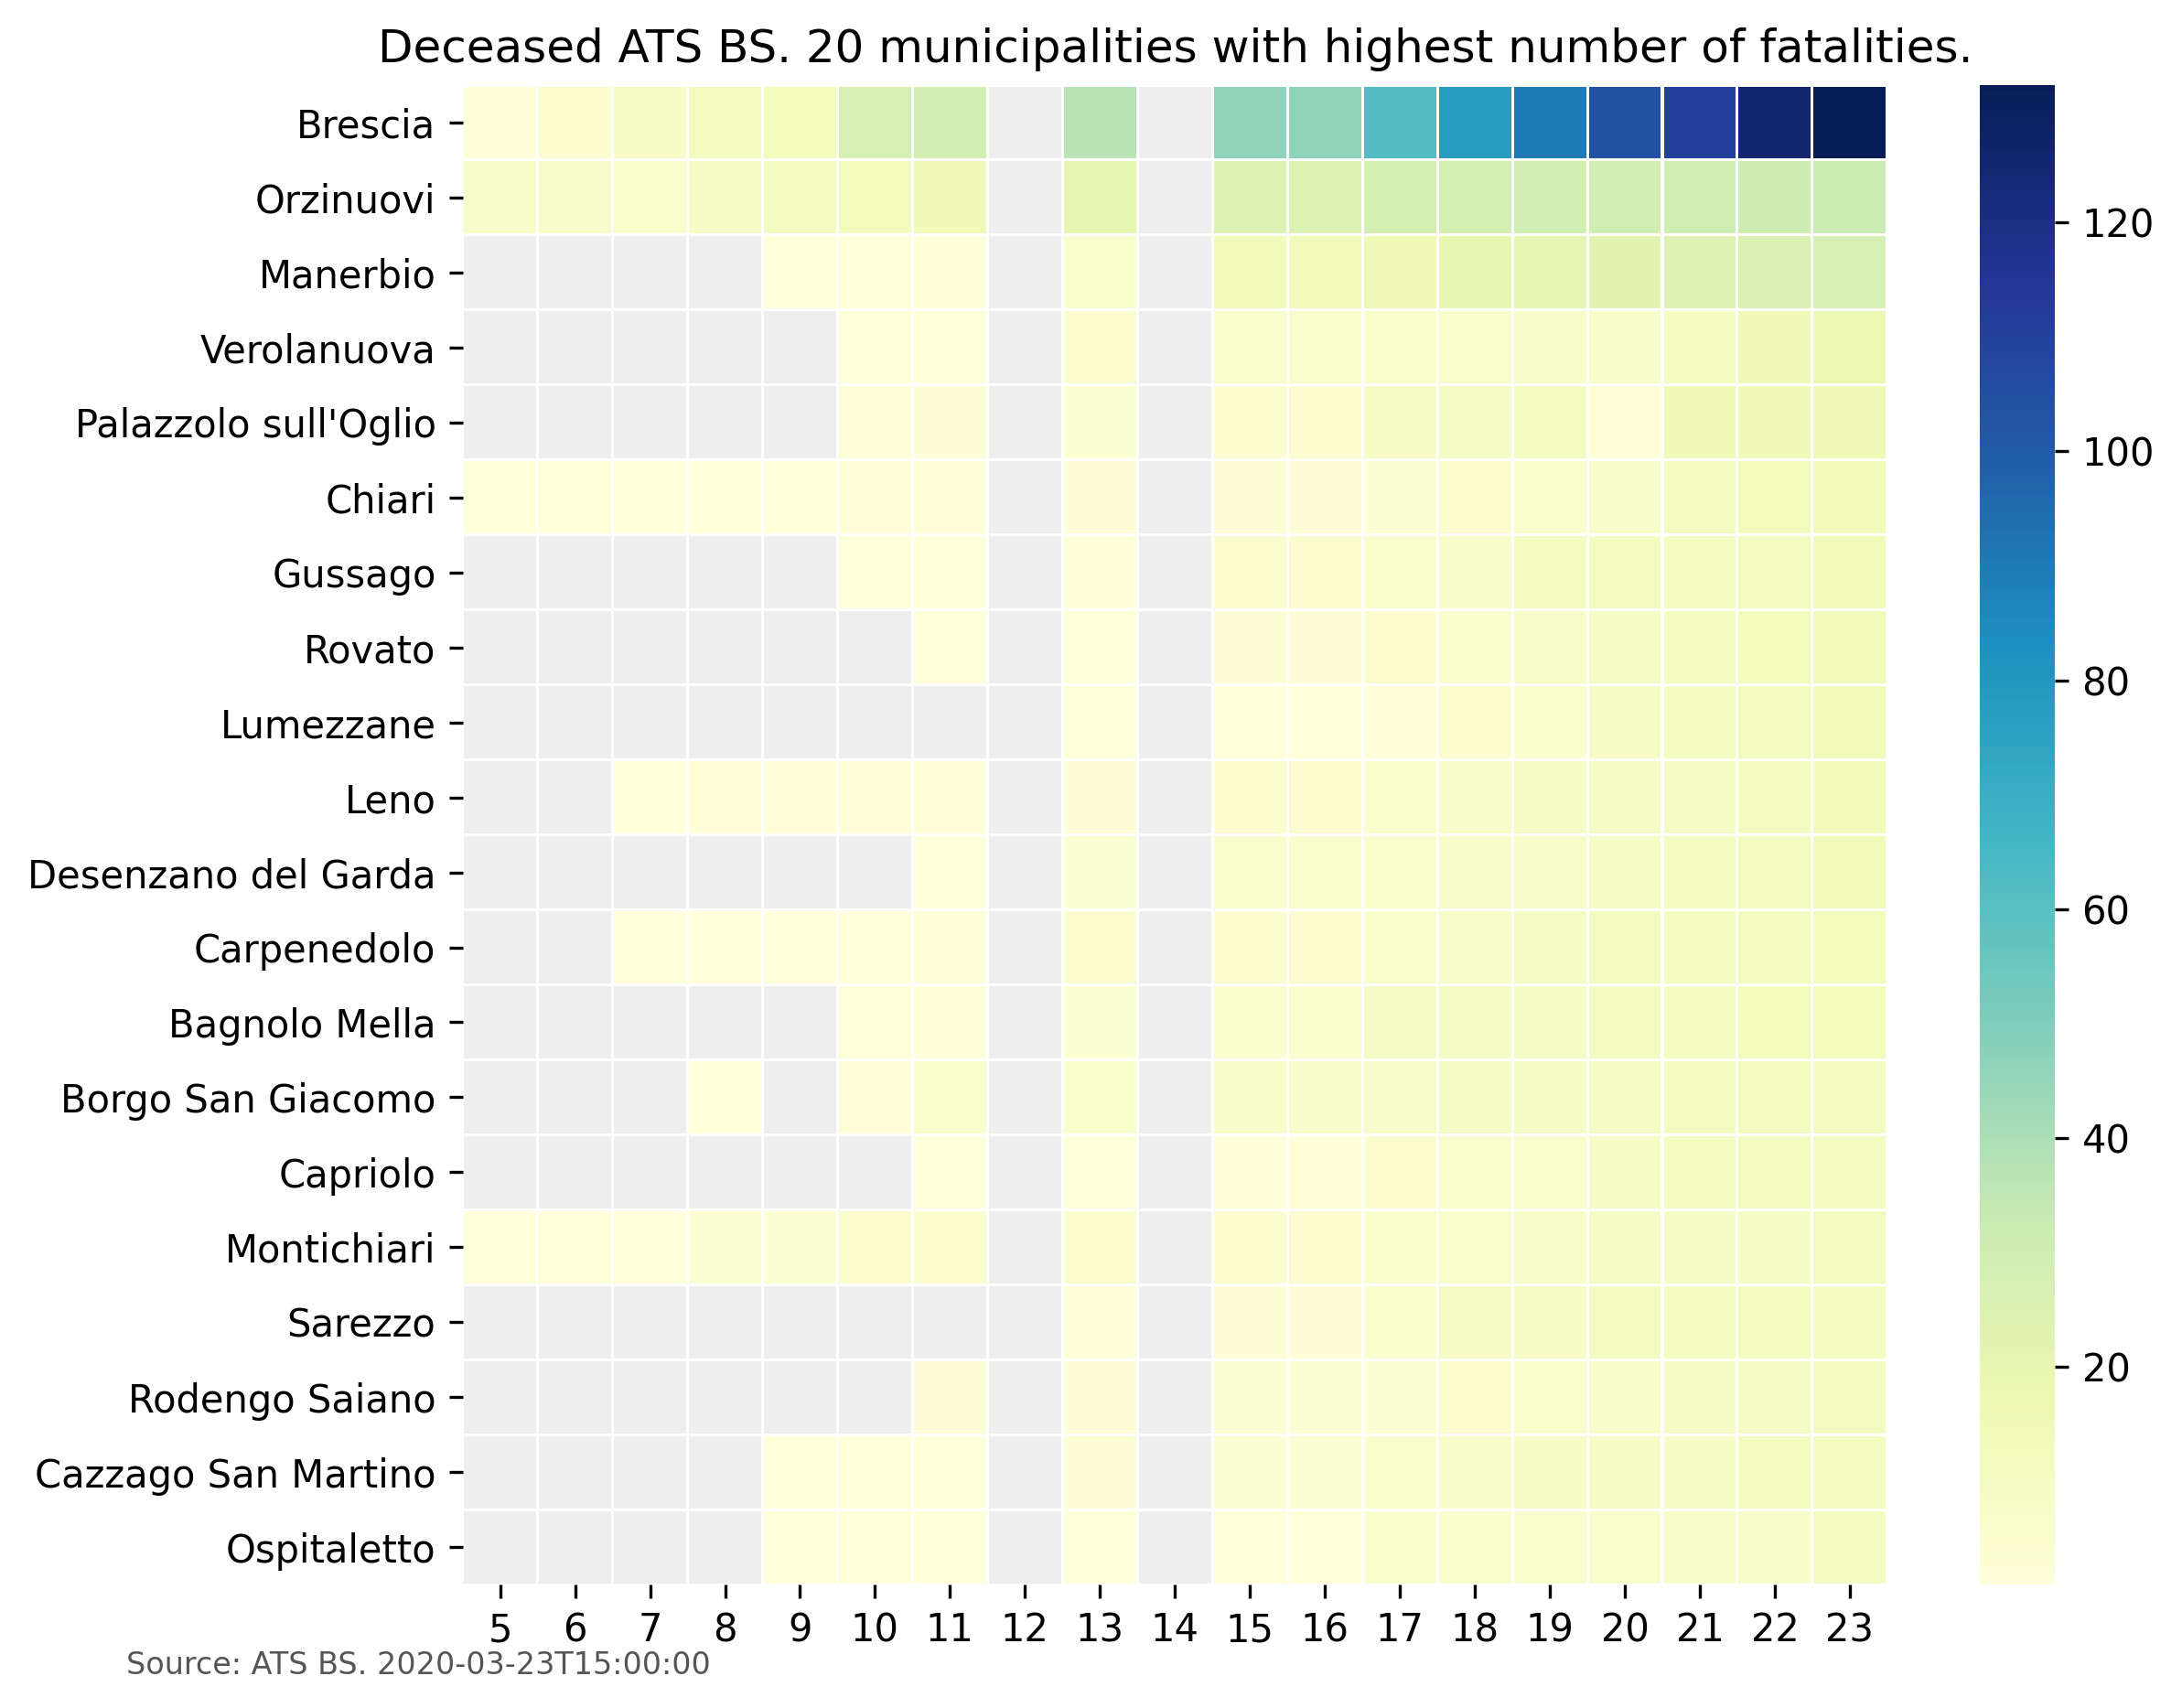 Deceased ATS BS. 20 municipalities with highest number of fatalities.
Brescia
Orzinuovi
Manerbio
Verolanuova
Palazzolo sull'Oglio
Chiari
Gussago
Rovato
Lumezzane
Leno
Desenzano del Garda
Carpenedolo
Bagnolo Mella
Borgo San Giacomo
Capriolo
Montichiari
Sarezzo
Rodengo Saiano
Cazzago San Martino
Ospitaletto
5 6 7 8 9 10 11 12 13 14 15 16 17 18 19 20 21 22 23
120
100
80
60
40
20
Source: ATS BS. 2020-03-23T15:00:00